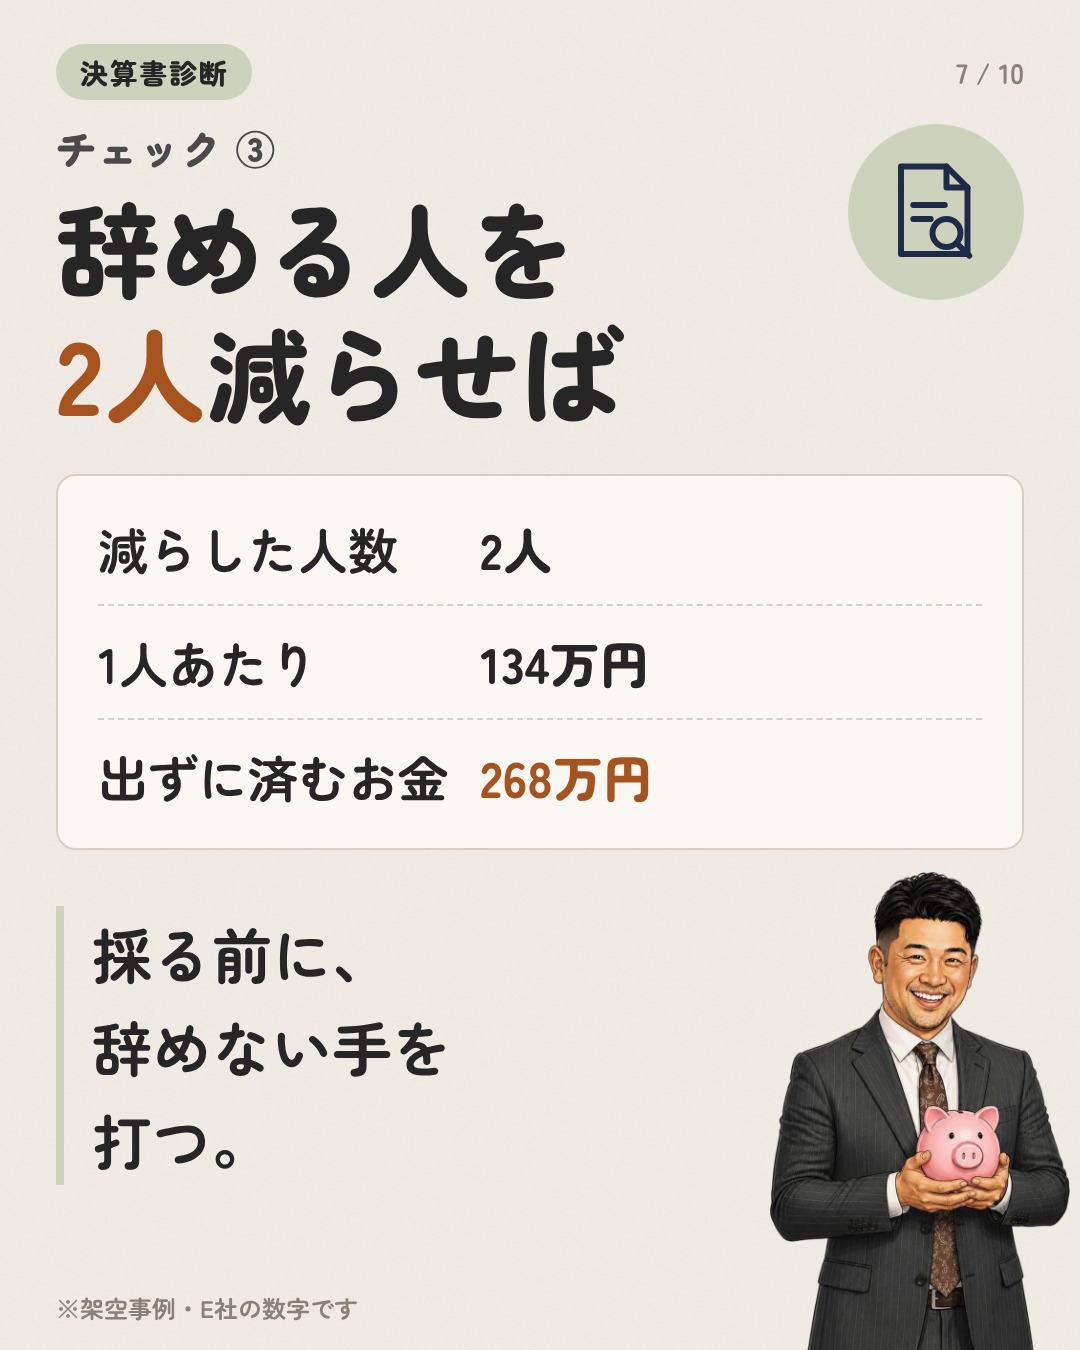 決算書診断
7 / 10
チェック ③
辞める人を
2人減らせば
減らした人数 2人
1人あたり 134万円
出ずに済むお金 268万円
採る前に、
辞めない手を
打つ。
※架空事例・E社の数字です